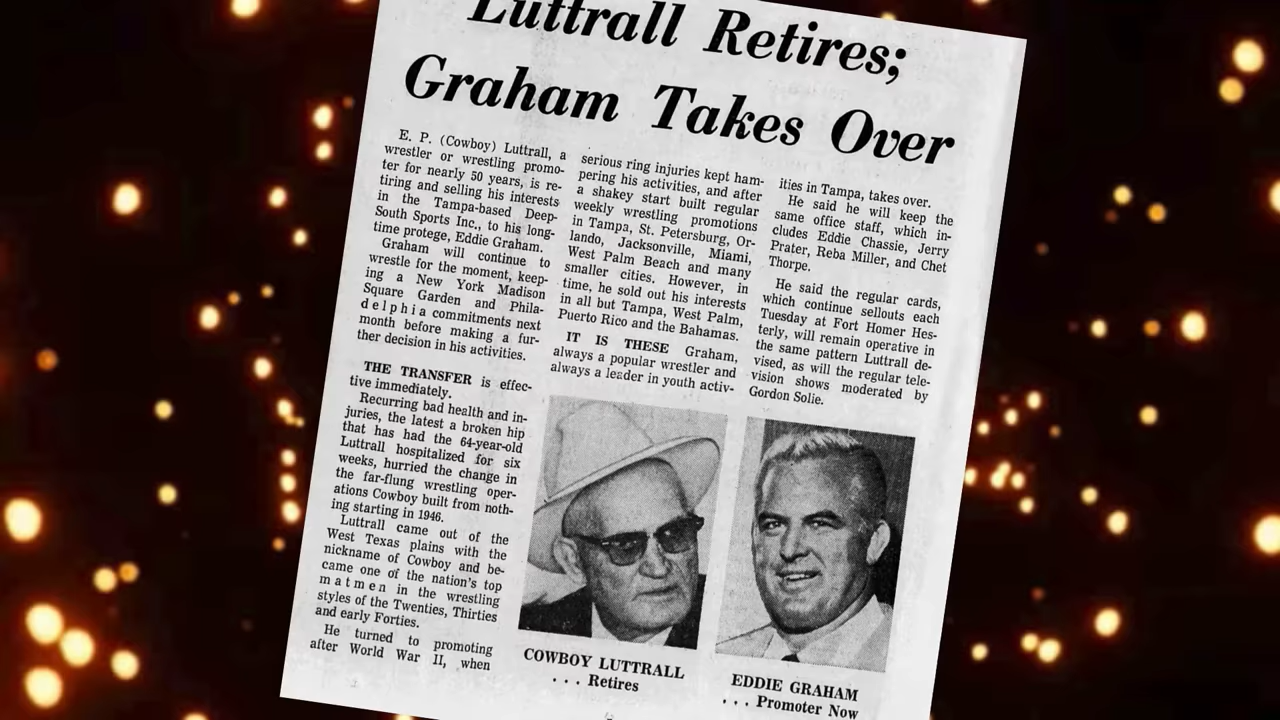 Luttrall Retires;
Graham Takes Over
E. P. (Cowboy) Luttrall, a
wrestler or wrestling promo-
ter for nearly 50 years, is re-
tiring and selling his interests
in the Tampa-based Deep-
South Sports Inc., to his long-
time protege, Eddie Graham.
Graham will continue to
wrestle for the moment, keep-
ing a New York Madison
Square Garden and Phila-
delphia commitments next
month before making a fur-
ther decision in his activities.
THE TRANSFER is effec-
tive immediately.
Recurring bad health and in-
juries, the latest a broken hip
that has had the 64-year-old
Luttrall hospitalized for six
weeks, hurried the change in
the far-flung wrestling oper-
ations Cowboy built from noth-
ing starting in 1946.
Luttrall came out of the
West Texas plains with the
nickname of Cowboy and be-
came one of the nation's top
matmen in the wrestling
styles of the Twenties, Thirties
and early Forties.
He turned to promoting
after World War II, when
serious ring injuries kept ham-
pering his activities, and after
a shakey start built regular
weekly wrestling promotions
in Tampa, St. Petersburg, Or-
lando, Jacksonville, Miami,
West Palm Beach and many
smaller cities. However, in
time, he sold out his interests
in all but Tampa, West Palm,
Puerto Rico and the Bahamas.
IT IS THESE Graham,
always a popular wrestler and
always a leader in youth activ-
ities in Tampa, takes over.
He said he will keep the
same office staff, which in-
cludes Eddie Chassie, Jerry
Prater, Reba Miller, and Chet
Thorpe.
He said the regular cards,
which continue sellouts each
Tuesday at Fort Homer Hes-
terly, will remain operative in
the same pattern Luttrall de-
vised, as will the regular tele-
vision shows moderated by
Gordon Solie.
COWBOY LUTTRALL
. . . Retires
EDDIE GRAHAM
. . . Promoter Now